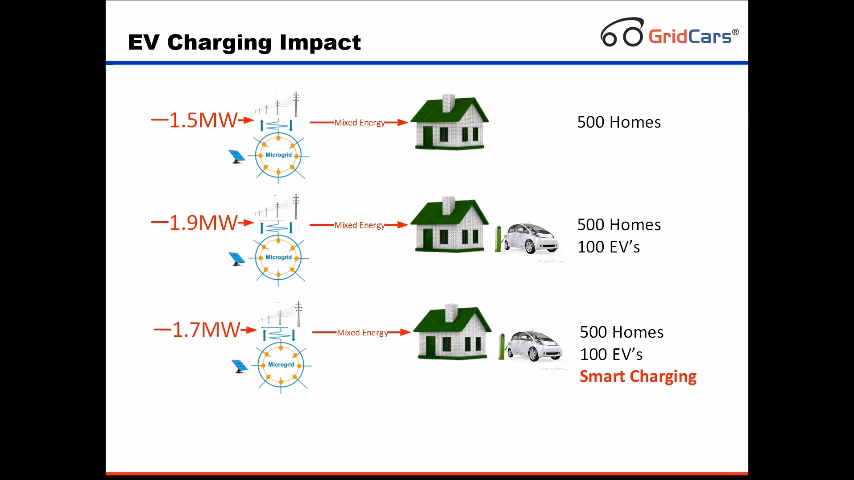 EV Charging Impact
GridCars®
1.5MW
Mixed Energy
Microgrid
500 Homes
1.9MW
Mixed Energy
Microgrid
500 Homes
100 EV’s
1.7MW
Mixed Energy
Microgrid
500 Homes
100 EV’s
Smart Charging